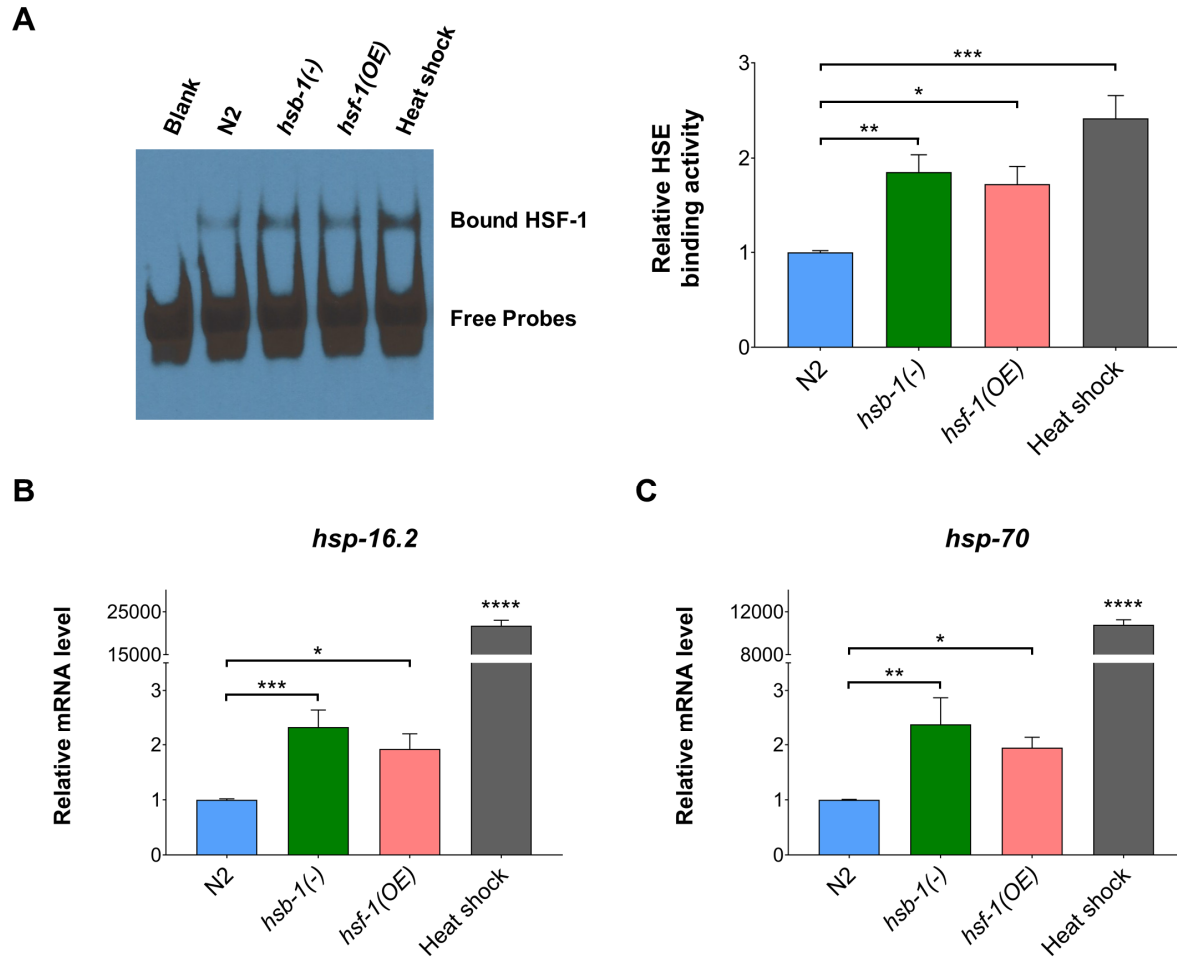 A
Blank
N2
hsb-1(-)
hsf-1(OE)
Heat shock
Bound HSF-1
Free Probes
Relative HSE
binding activity
3
2
1
0
***
*
**
N2
hsb-1(-)
hsf-1(OE)
Heat shock
B
hsp-16.2
Relative mRNA level
25000
15000
3
2
1
0
****
*
***
N2
hsb-1(-)
hsf-1(OE)
Heat shock
C
hsp-70
Relative mRNA level
12000
8000
3
2
1
0
****
*
**
N2
hsb-1(-)
hsf-1(OE)
Heat shock